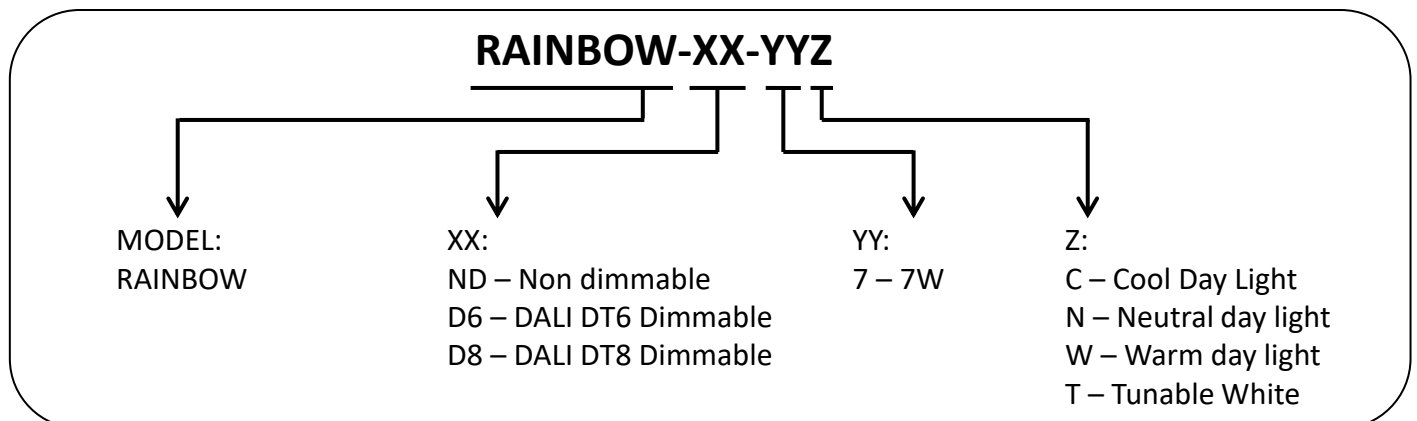 RAINBOW-XX-YYZ
MODEL:
RAINBOW
XX:
ND – Non dimmable
D6 – DALI DT6 Dimmable
D8 – DALI DT8 Dimmable
YY:
7 – 7W
Z:
C – Cool Day Light
N – Neutral day light
W – Warm day light
T – Tunable White